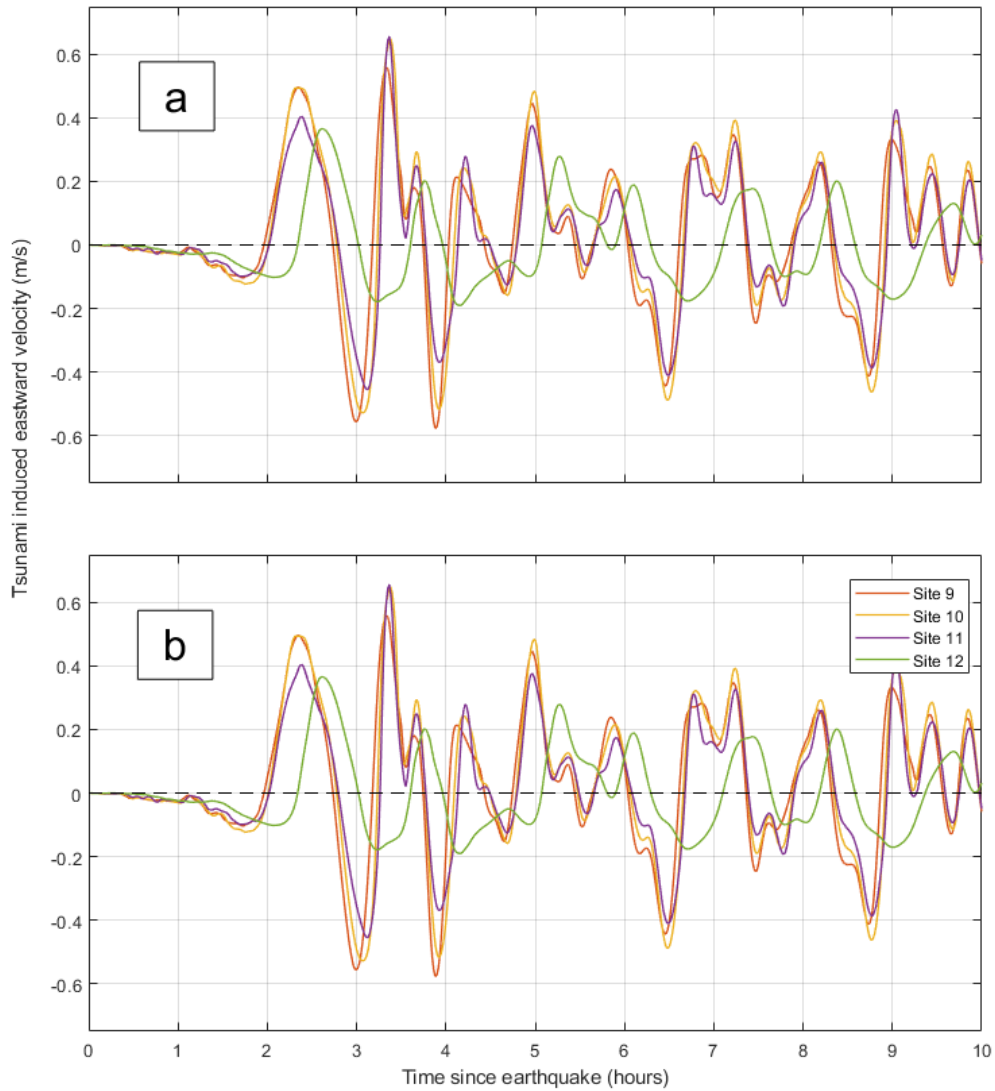 a
0.6
0.4
0.2
0
-0.2
-0.4
-0.6
Tsunami induced eastward velocity (m/s)
b
Site 9
Site 10
Site 11
Site 12
0.6
0.4
0.2
0
-0.2
-0.4
-0.6
0 1 2 3 4 5 6 7 8 9 10
Time since earthquake (hours)